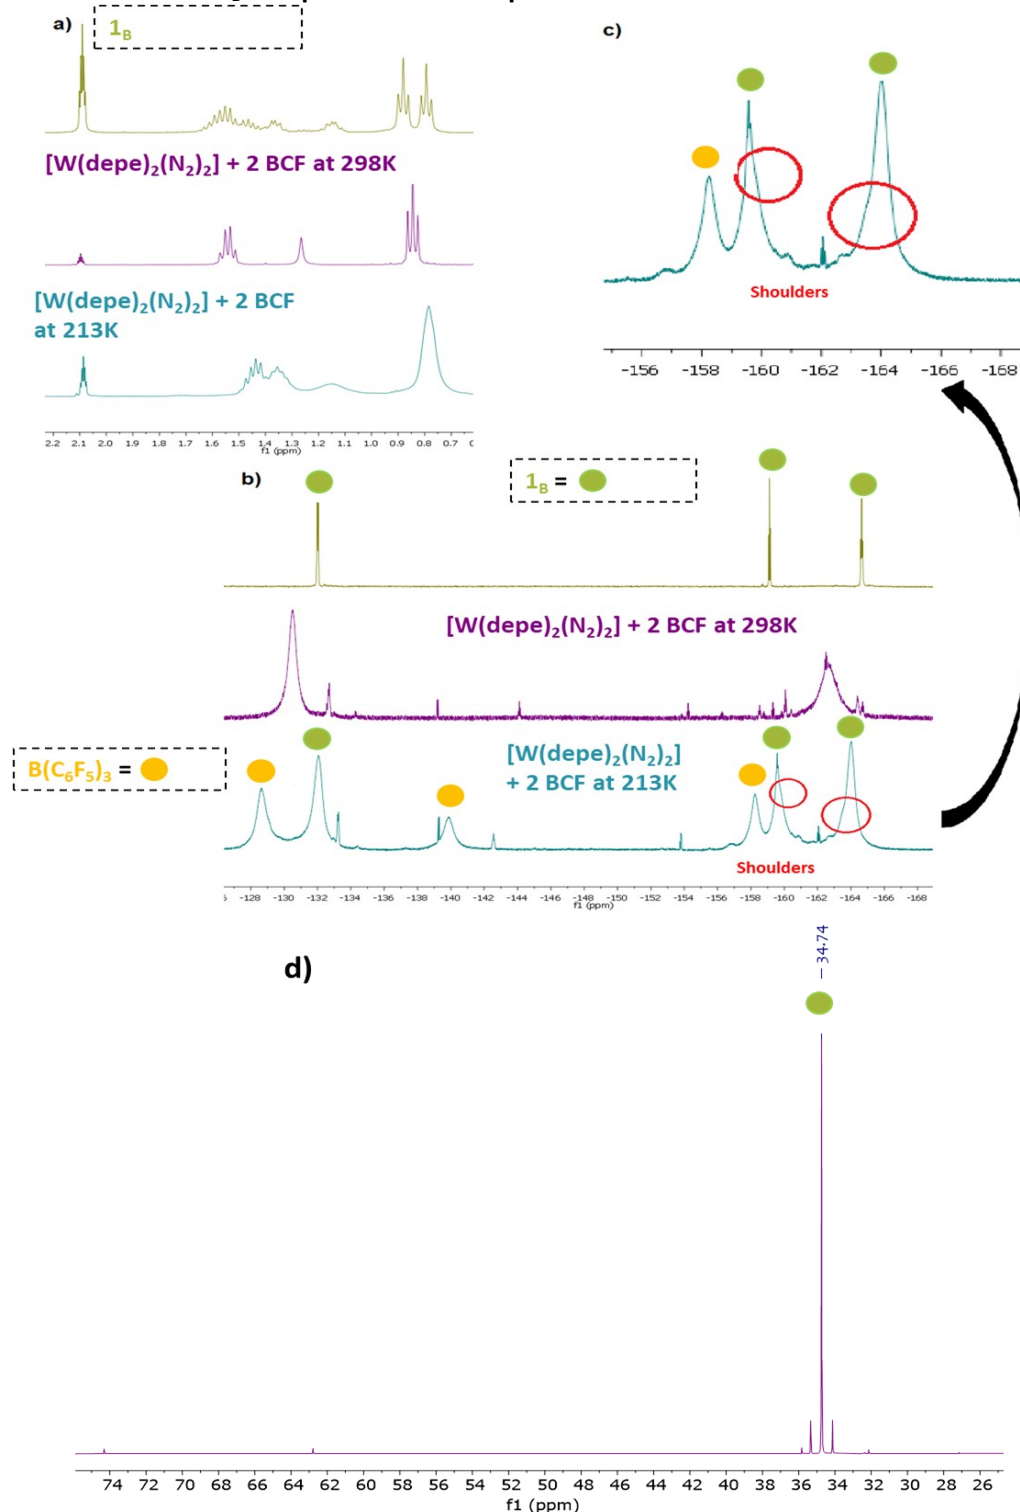 a)
1B
[W(depe)2(N2)2] + 2 BCF at 298K
[W(depe)2(N2)2] + 2 BCF
at 213K
2.2 2.1 2.0 1.9 1.8 1.7 1.6 1.5 1.4 1.3 1.2 1.1 1.0 0.9 0.8 0.7
f1 (ppm)
c)
Shoulders
-156 -158 -160 -162 -164 -166 -168
b)
1B =
[W(depe)2(N2)2] + 2 BCF at 298K
B(C6F5)3 =
[W(depe)2(N2)2]
+ 2 BCF at 213K
Shoulders
-128 -130 -132 -134 -136 -138 -140 -142 -144 -146 -148 -150 -152 -154 -156 -158 -160 -162 -164 -166 -168
f1 (ppm)
d)
34.74
74 72 70 68 66 64 62 60 58 56 54 52 50 48 46 44 42 40 38 36 34 32 30 28 26
f1 (ppm)